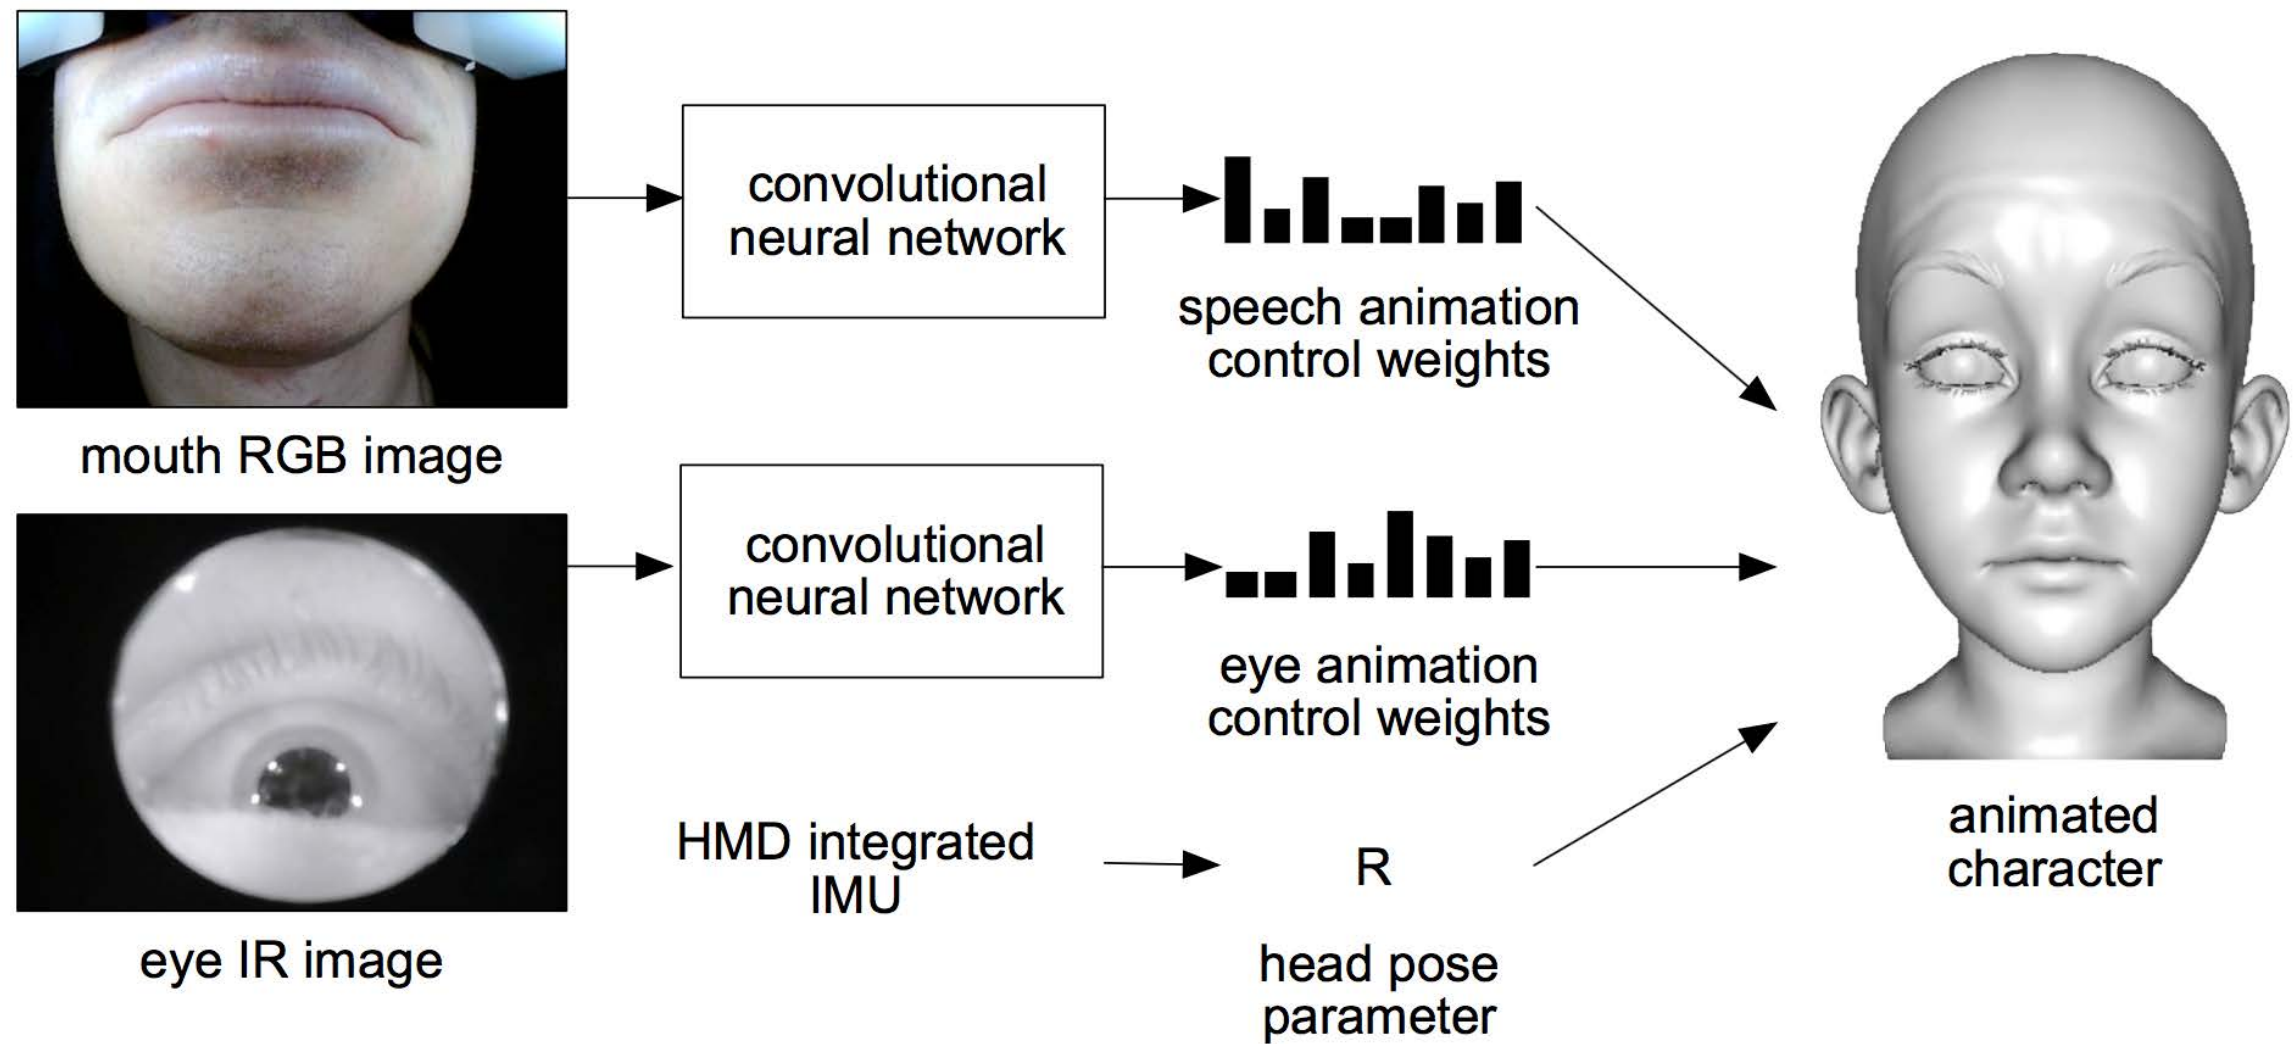 mouth RGB image
convolutional
neural network
speech animation
control weights
eye IR image
convolutional
neural network
eye animation
control weights
HMD integrated
IMU
R
head pose
parameter
animated
character